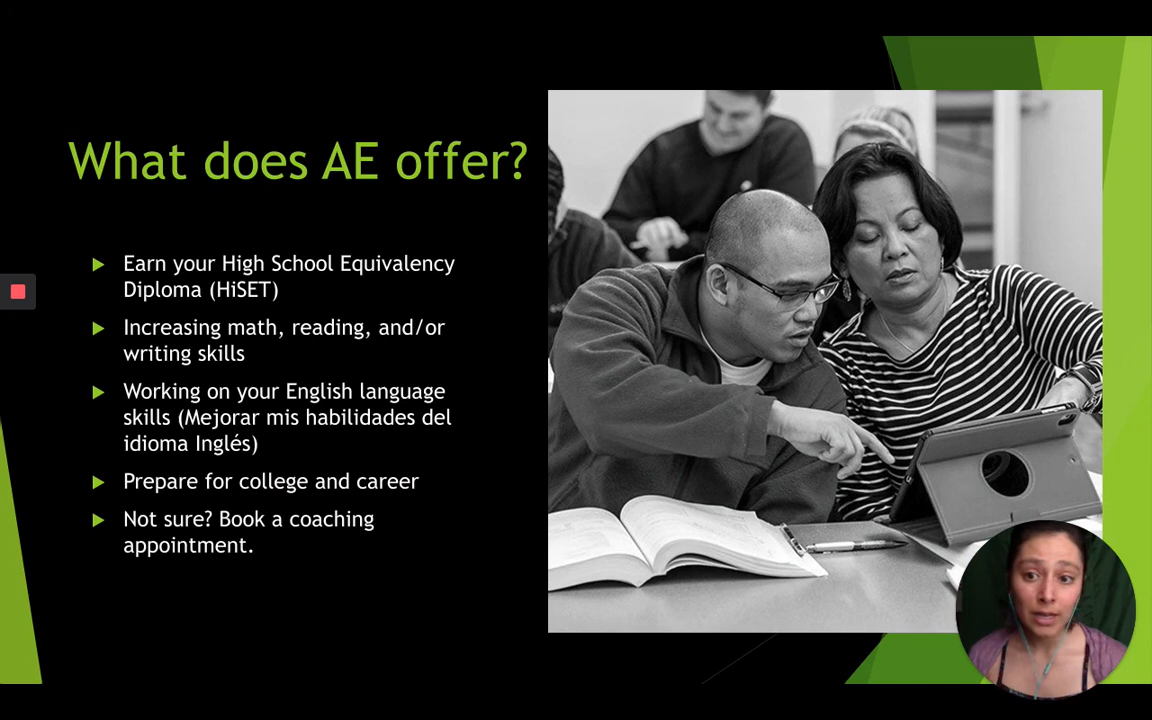 What does AE offer?
Earn your High School Equivalency
Diploma (HiSET)
Increasing math, reading, and/or
writing skills
Working on your English language
skills (Mejorar mis habilidades del
idioma Inglés)
Prepare for college and career
Not sure? Book a coaching
appointment.